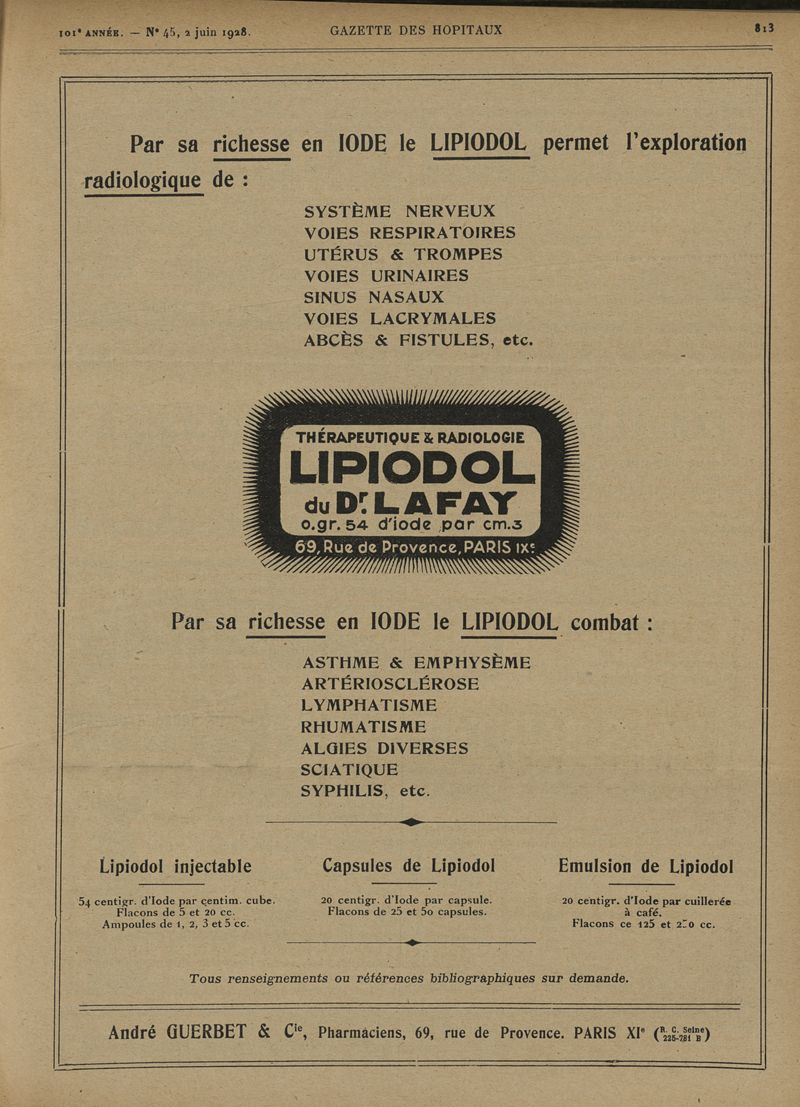 101ᵉ ANNÉE. — Nº 45, 2 juin 1928.
GAZETTE DES HOPITAUX
813
Par sa richesse en IODE le LIPIODOL permet l'exploration
radiologique de :
SYSTÈME NERVEUX
VOIES RESPIRATOIRES
UTÉRUS & TROMPES
VOIES URINAIRES
SINUS NASAUX
VOIES LACRYMALES
ABCÈS & FISTULES, etc.
THÉRAPEUTIQUE & RADIOLOGIE
LIPIODOL
du Dr. LAFAY
0.gr. 54 d'iode par cm.3
69, Rue de Provence, PARIS IXᵉ
Par sa richesse en IODE le LIPIODOL combat :
ASTHME & EMPHYSÈME
ARTÉRIOSCLÉROSE
LYMPHATISME
RHUMATISME
ALGIES DIVERSES
SCIATIQUE
SYPHILIS, etc.
Lipiodol injectable
54 centigr. d'Iode par centim. cube.
Flacons de 5 et 20 cc.
Ampoules de 1, 2, 3 et 5 cc.
Capsules de Lipiodol
20 centigr. d'Iode par capsule.
Flacons de 25 et 50 capsules.
Emulsion de Lipiodol
20 centigr. d'Iode par cuillerée
à café.
Flacons ce 125 et 250 cc.
Tous renseignements ou références bibliographiques sur demande.
André GUERBET & Cie, Pharmaciens, 69, rue de Provence. PARIS XIᵉ (R. C. Seine 225-781 B)